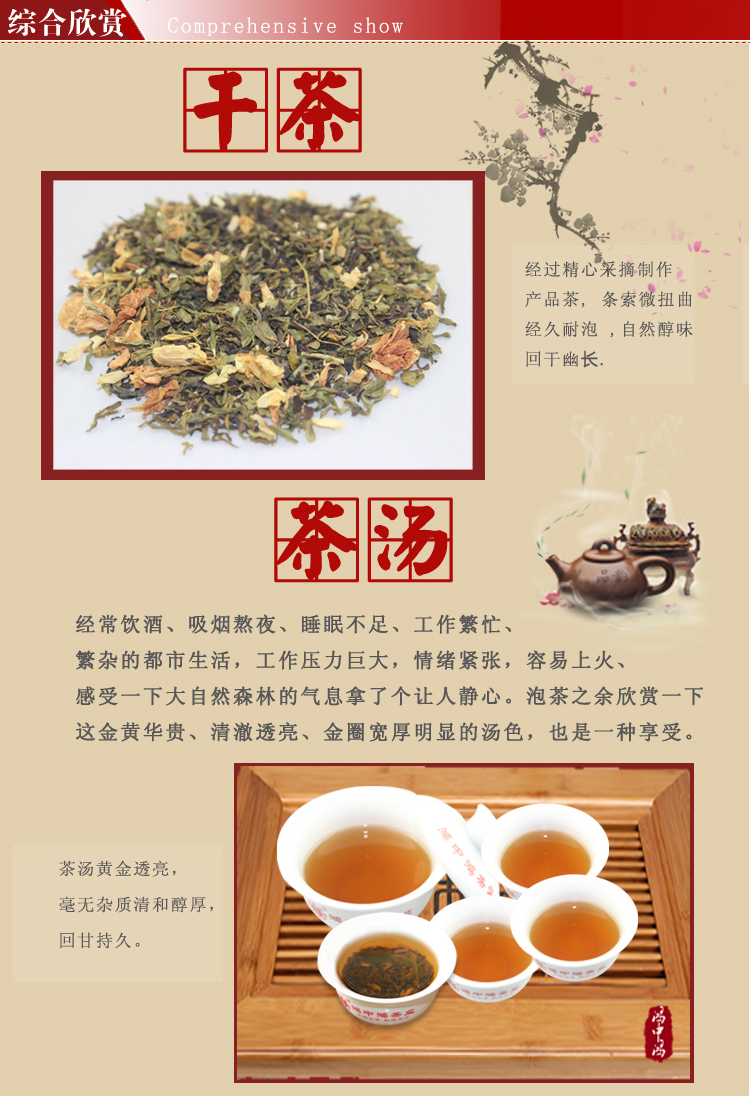 综合欣赏 Comprehensive show
干茶
经过精心采摘制作
产品茶, 条索微扭曲
经久耐泡 ,自然醇味
回干幽长.
茶汤
经常饮酒、吸烟熬夜、睡眠不足、工作繁忙、
繁杂的都市生活，工作压力巨大，情绪紧张，容易上火、
感受一下大自然森林的气息拿了个让人静心。泡茶之余欣赏一下
这金黄华贵、清澈透亮、金圈宽厚明显的汤色，也是一种享受。
茶汤黄金透亮，
毫无杂质清和醇厚，
回甘持久。
冯中鸿